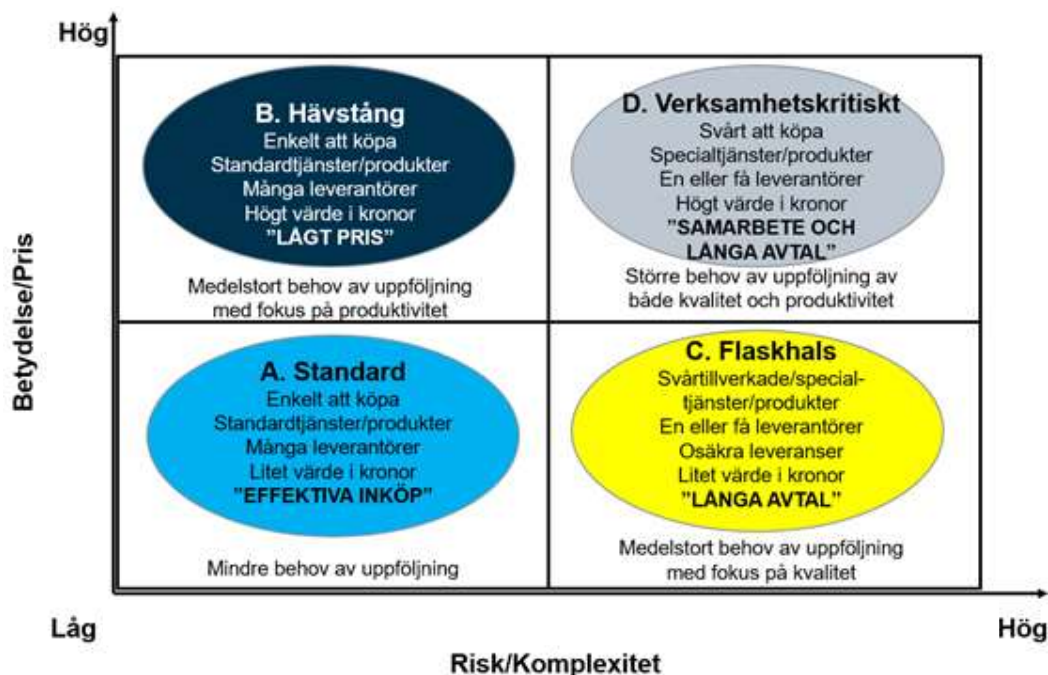 Hög
B. Hävstång
Enkelt att köpa
Standardtjänster/produkter
Många leverantörer
Högt värde i kronor
”LÅGT PRIS”
Medelstort behov av uppföljning
med fokus på produktivitet
D. Verksamhetskritiskt
Svårt att köpa
Specialtjänster/produkter
En eller få leverantörer
Högt värde i kronor
”SAMARBETE OCH
LÅNGA AVTAL”
Större behov av uppföljning av
både kvalitet och produktivitet
Betydelse/Pris
A. Standard
Enkelt att köpa
Standardtjänster/produkter
Många leverantörer
Litet värde i kronor
”EFFEKTIVA INKÖP”
Mindre behov av uppföljning
C. Flaskhals
Svårtillverkade/special-
tjänster/produkter
En eller få leverantörer
Osäkra leveranser
Litet värde i kronor
”LÅNGA AVTAL”
Medelstort behov av uppföljning
med fokus på kvalitet
Låg
Hög
Risk/Komplexitet